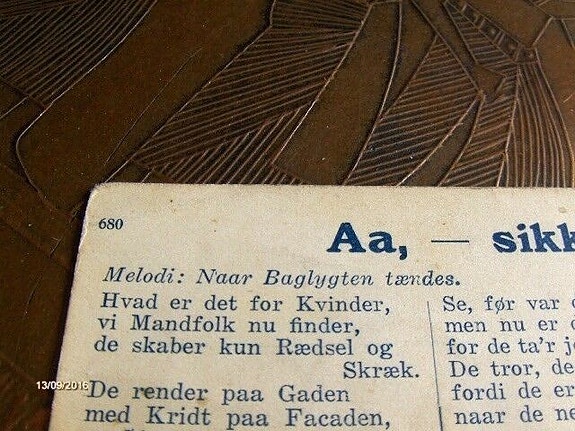 680
Aa, — sikk
Melodi: Naar Baglygten tændes.
Hvad er det for Kvinder,
vi Mandfolk nu finder,
de skaber kun Rædsel og
Skræk.
De render paa Gaden
med Kridt paa Facaden,
Se, før var
men nu er
for de ta'r
De tror, de
fordi de er
naar de ne
13/09/2016